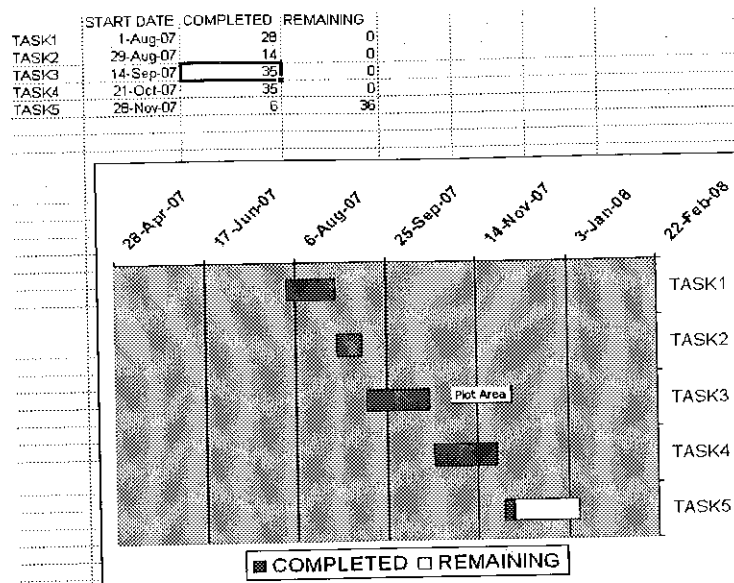 START DATE COMPLETED REMAINING
TASK1 1-Aug-07 28 0
TASK2 29-Aug-07 14 0
TASK3 14-Sep-07 35 0
TASK4 21-Oct-07 35 0
TASK5 28-Nov-07 6 36
28-Apr-07 17-Jun-07 6-Aug-07 25-Sep-07 14-Nov-07 3-Jan-08 22-Feb-08
TASK1
TASK2
TASK3
Plot Area
TASK4
TASK5
COMPLETED REMAINING